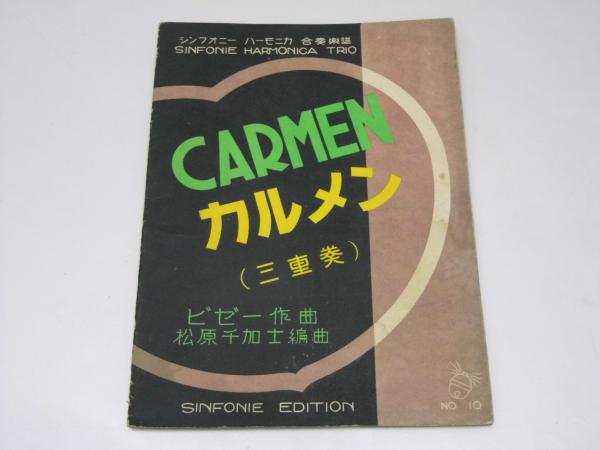 シンフオニー ハーモニカ 合奏楽譜
SINFONIE HARMONICA TRIO
CARMEN
カルメン
(三重奏)
ビゼー作曲
松原千加士編曲
SINFONIE EDITION
NO 10